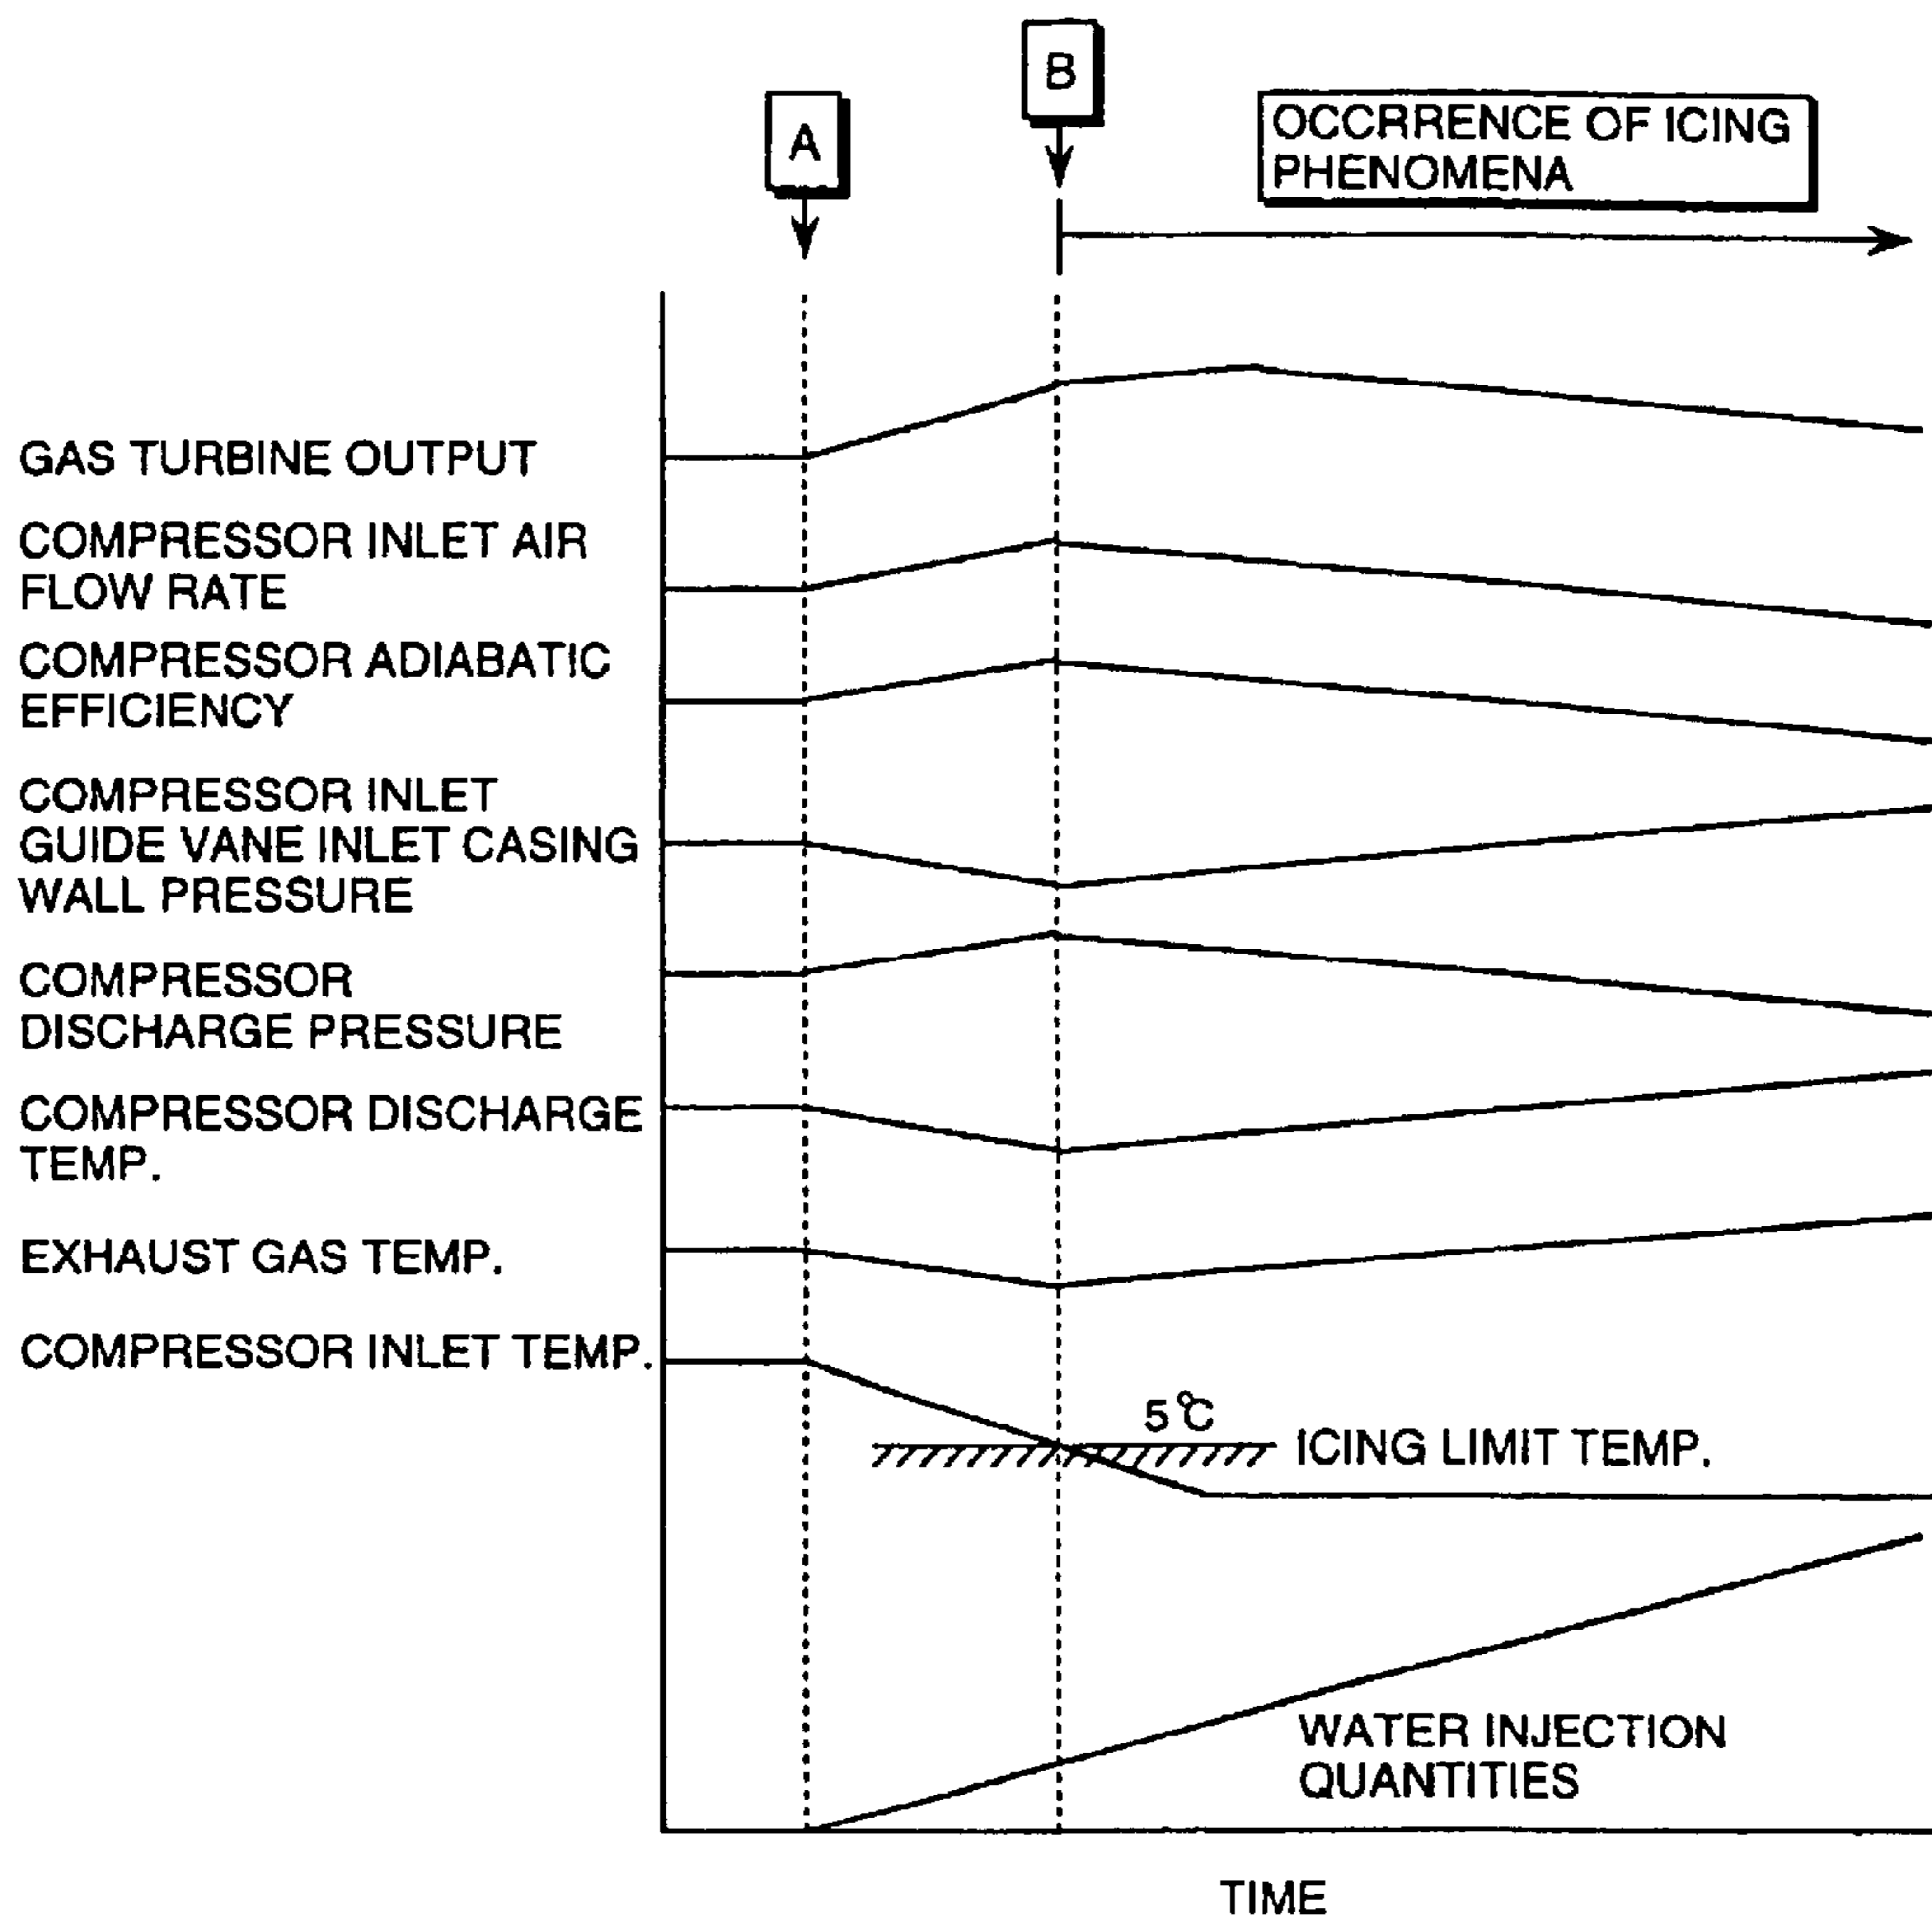 B
A
OCCRRENCE OF ICING
PHENOMENA
GAS TURBINE OUTPUT
COMPRESSOR INLET AIR
FLOW RATE
COMPRESSOR ADIABATIC
EFFICIENCY
COMPRESSOR INLET
GUIDE VANE INLET CASING
WALL PRESSURE
COMPRESSOR
DISCHARGE PRESSURE
COMPRESSOR DISCHARGE
TEMP.
EXHAUST GAS TEMP.
COMPRESSOR INLET TEMP.
5℃
ICING LIMIT TEMP.
WATER INJECTION
QUANTITIES
TIME